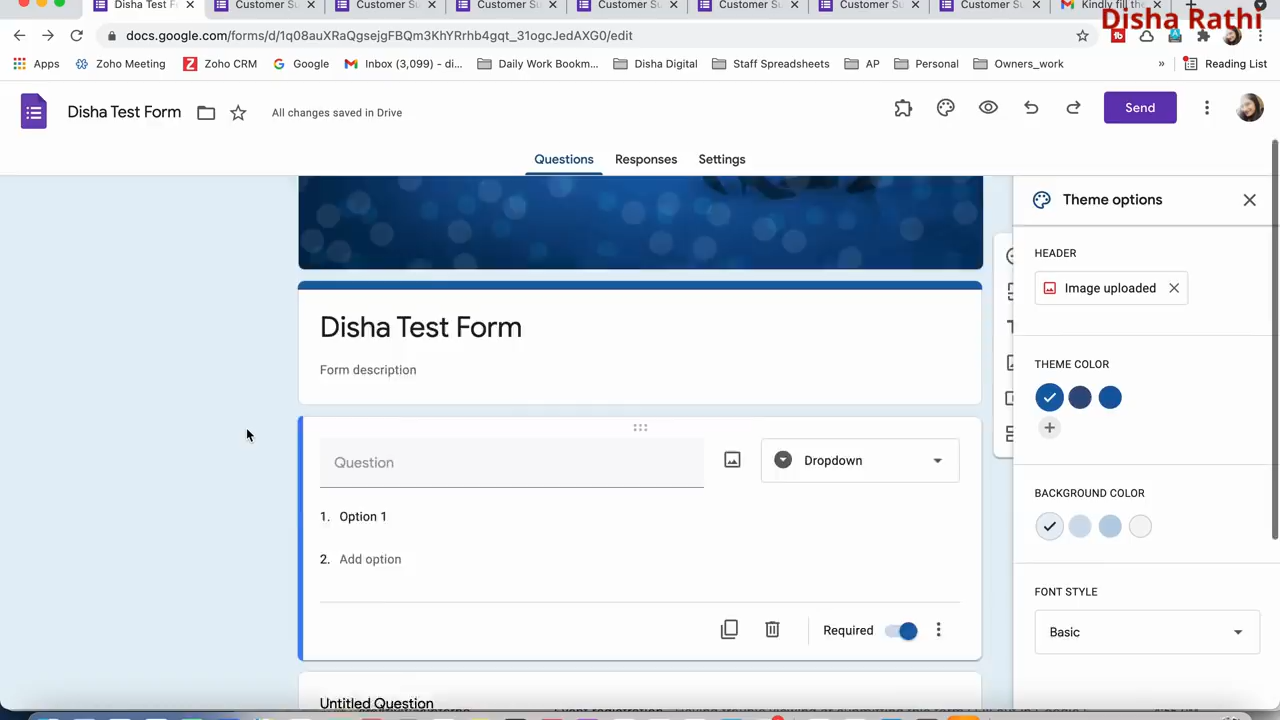 Disha Test Form
Customer Su
Customer Su
Customer Su
Customer Su
Customer Su
Customer Su
Customer Su
Kindly fill the
Disha Rathi
docs.google.com/forms/d/1q08auXRaQgsejgFBQm3KhYRrhb4gqt_31ogcJedAXG0/edit
Apps
Zoho Meeting
Zoho CRM
Google
Inbox (3,099) - di...
Daily Work Bookm...
Disha Digital
Staff Spreadsheets
AP
Personal
Owners_work
»
Reading List
Disha Test Form
All changes saved in Drive
Send
Questions
Responses
Settings
Theme options
HEADER
Image uploaded
THEME COLOR
BACKGROUND COLOR
FONT STYLE
Basic
Disha Test Form
Form description
Question
Dropdown
1. Option 1
2. Add option
Required
Untitled Question